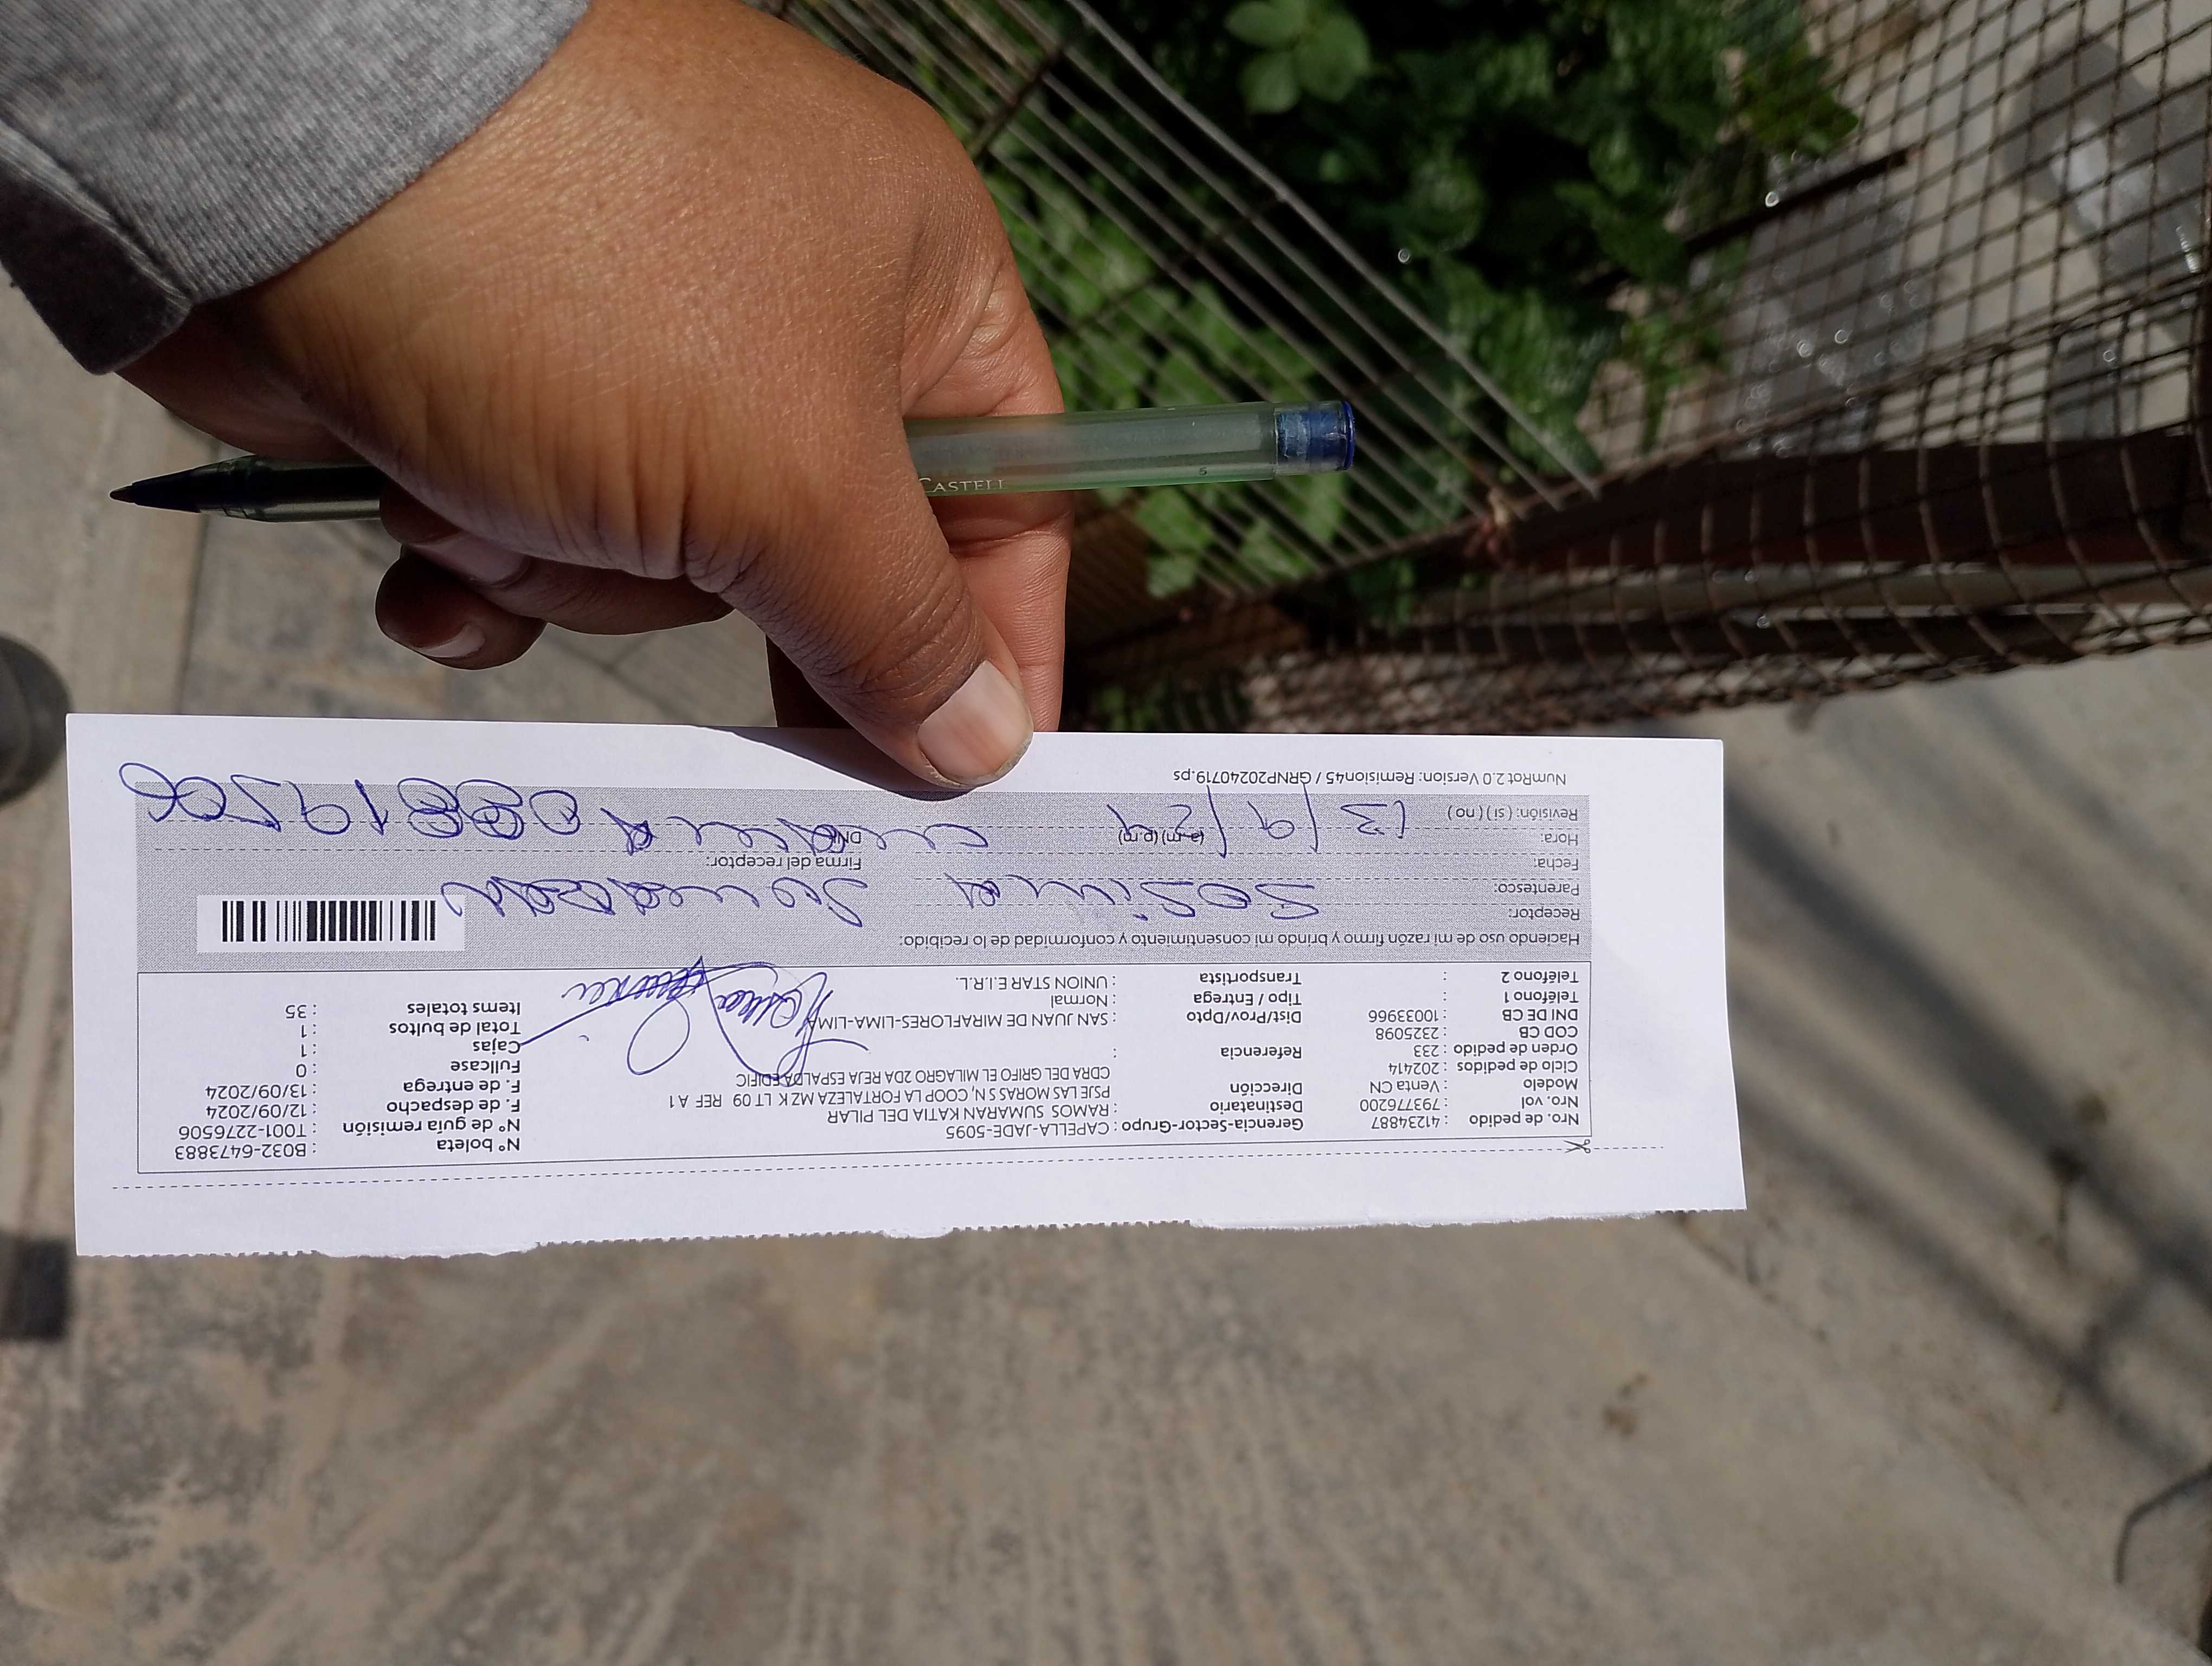 CASTELL
5
Nro. de pedido : 41234887 Gerencia-Sector-Grupo : CAPELLA-JADE-5095 N° boleta : B032-6473883
Nro. vol. : 793776200 Destinatario : RAMOS SUMARAN KATIA DEL PILAR N° de guía remisión : T001-2276506
Modelo : Venta CN Dirección PSJE LAS MORAS S N, COOP LA FORTALEZA MZ K LT 09 REF A 1 F. de despacho : 12/09/2024
Ciclo de pedidos : 202414 CDRA DEL GRIFO EL MILAGRO 2DA REJA ESPALDA EDIFIC F. de entrega : 13/09/2024
Orden de pedido : 233 Referencia : Fullcase : 0
COD CB : 2325098 Cajas : 1
DNI DE CB : 10033966 Dist/Prov/Dpto : SAN JUAN DE MIRAFLORES-LIMA-LIMA Total de bultos : 1
Teléfono 1 : Tipo / Entrega : Normal Items totales : 35
Teléfono 2 : Transportista : UNION STAR E.I.R.L.
Haciendo uso de mi razón firmo y brindo mi consentimiento y conformidad de lo recibido:
Receptor:
Parentesco:
Fecha: Firma del receptor:
Hora: (a·m) (p.m) DNI
Revisión: ( si ) ( no ) 13/9/24 08819506
NumRot 2.0 Version: Remision45 / GRNP20240719.ps